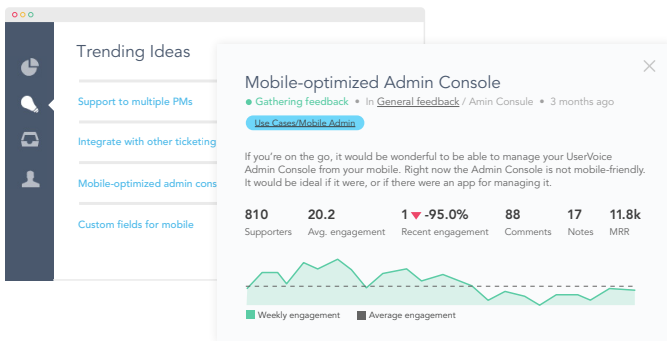 Trending Ideas
Support to multiple PMs
Integrate with other ticketing
Mobile-optimized admin cons
Custom fields for mobile
Mobile-optimized Admin Console
Gathering feedback • In General feedback / Amin Consule • 3 months ago
Use Cases/Mobile Admin
If you're on the go, it would be wonderful to be able to manage your UserVoice
Admin Console from your mobile. Right now the Admin Console is not mobile-friendly.
It would be ideal if it were, or if there were an app for managing it.
810 20.2 1 ▼ -95.0% 88 17 11.8k
Supporters Avg. engagement Recent engagement Comments Notes MRR
Weekly engagement Average engagement